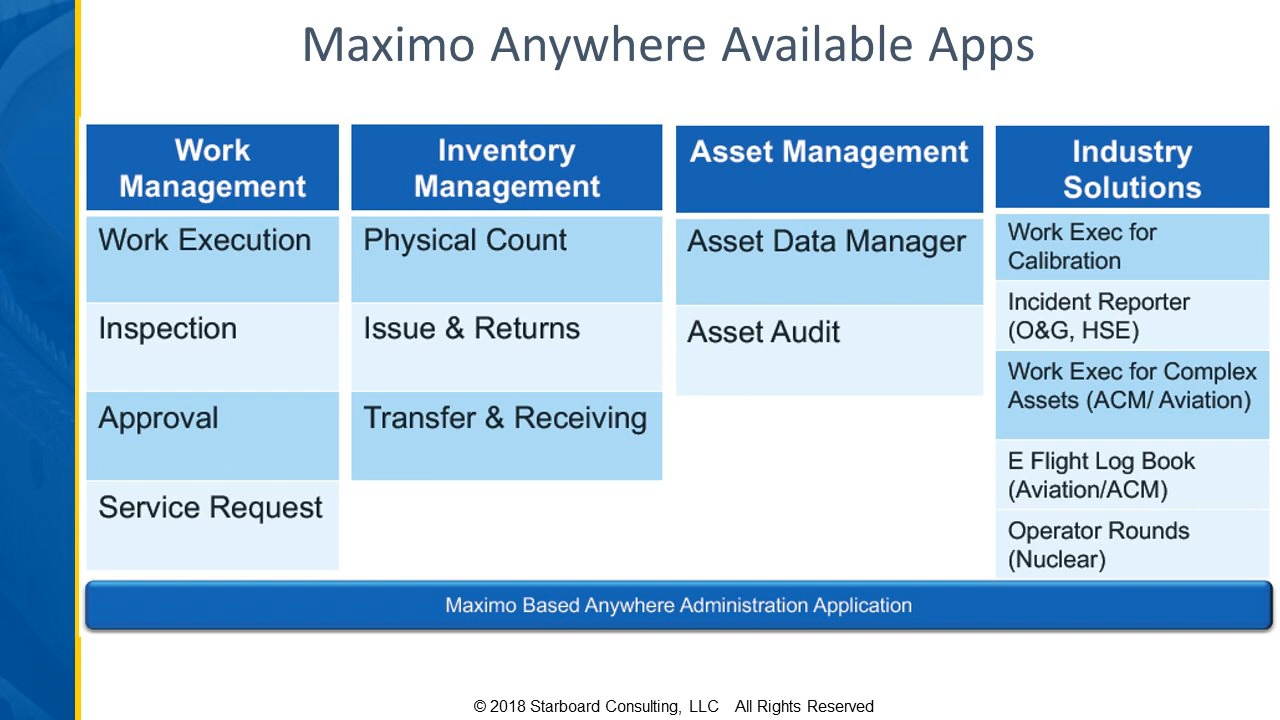 Maximo Anywhere Available Apps
Work
Management
Work Execution
Inspection
Approval
Service Request
Inventory
Management
Physical Count
Issue & Returns
Transfer & Receiving
Asset Management
Asset Data Manager
Asset Audit
Industry
Solutions
Work Exec for
Calibration
Incident Reporter
(O&G, HSE)
Work Exec for Complex
Assets (ACM/ Aviation)
E Flight Log Book
(Aviation/ACM)
Operator Rounds
(Nuclear)
Maximo Based Anywhere Administration Application
© 2018 Starboard Consulting, LLC All Rights Reserved